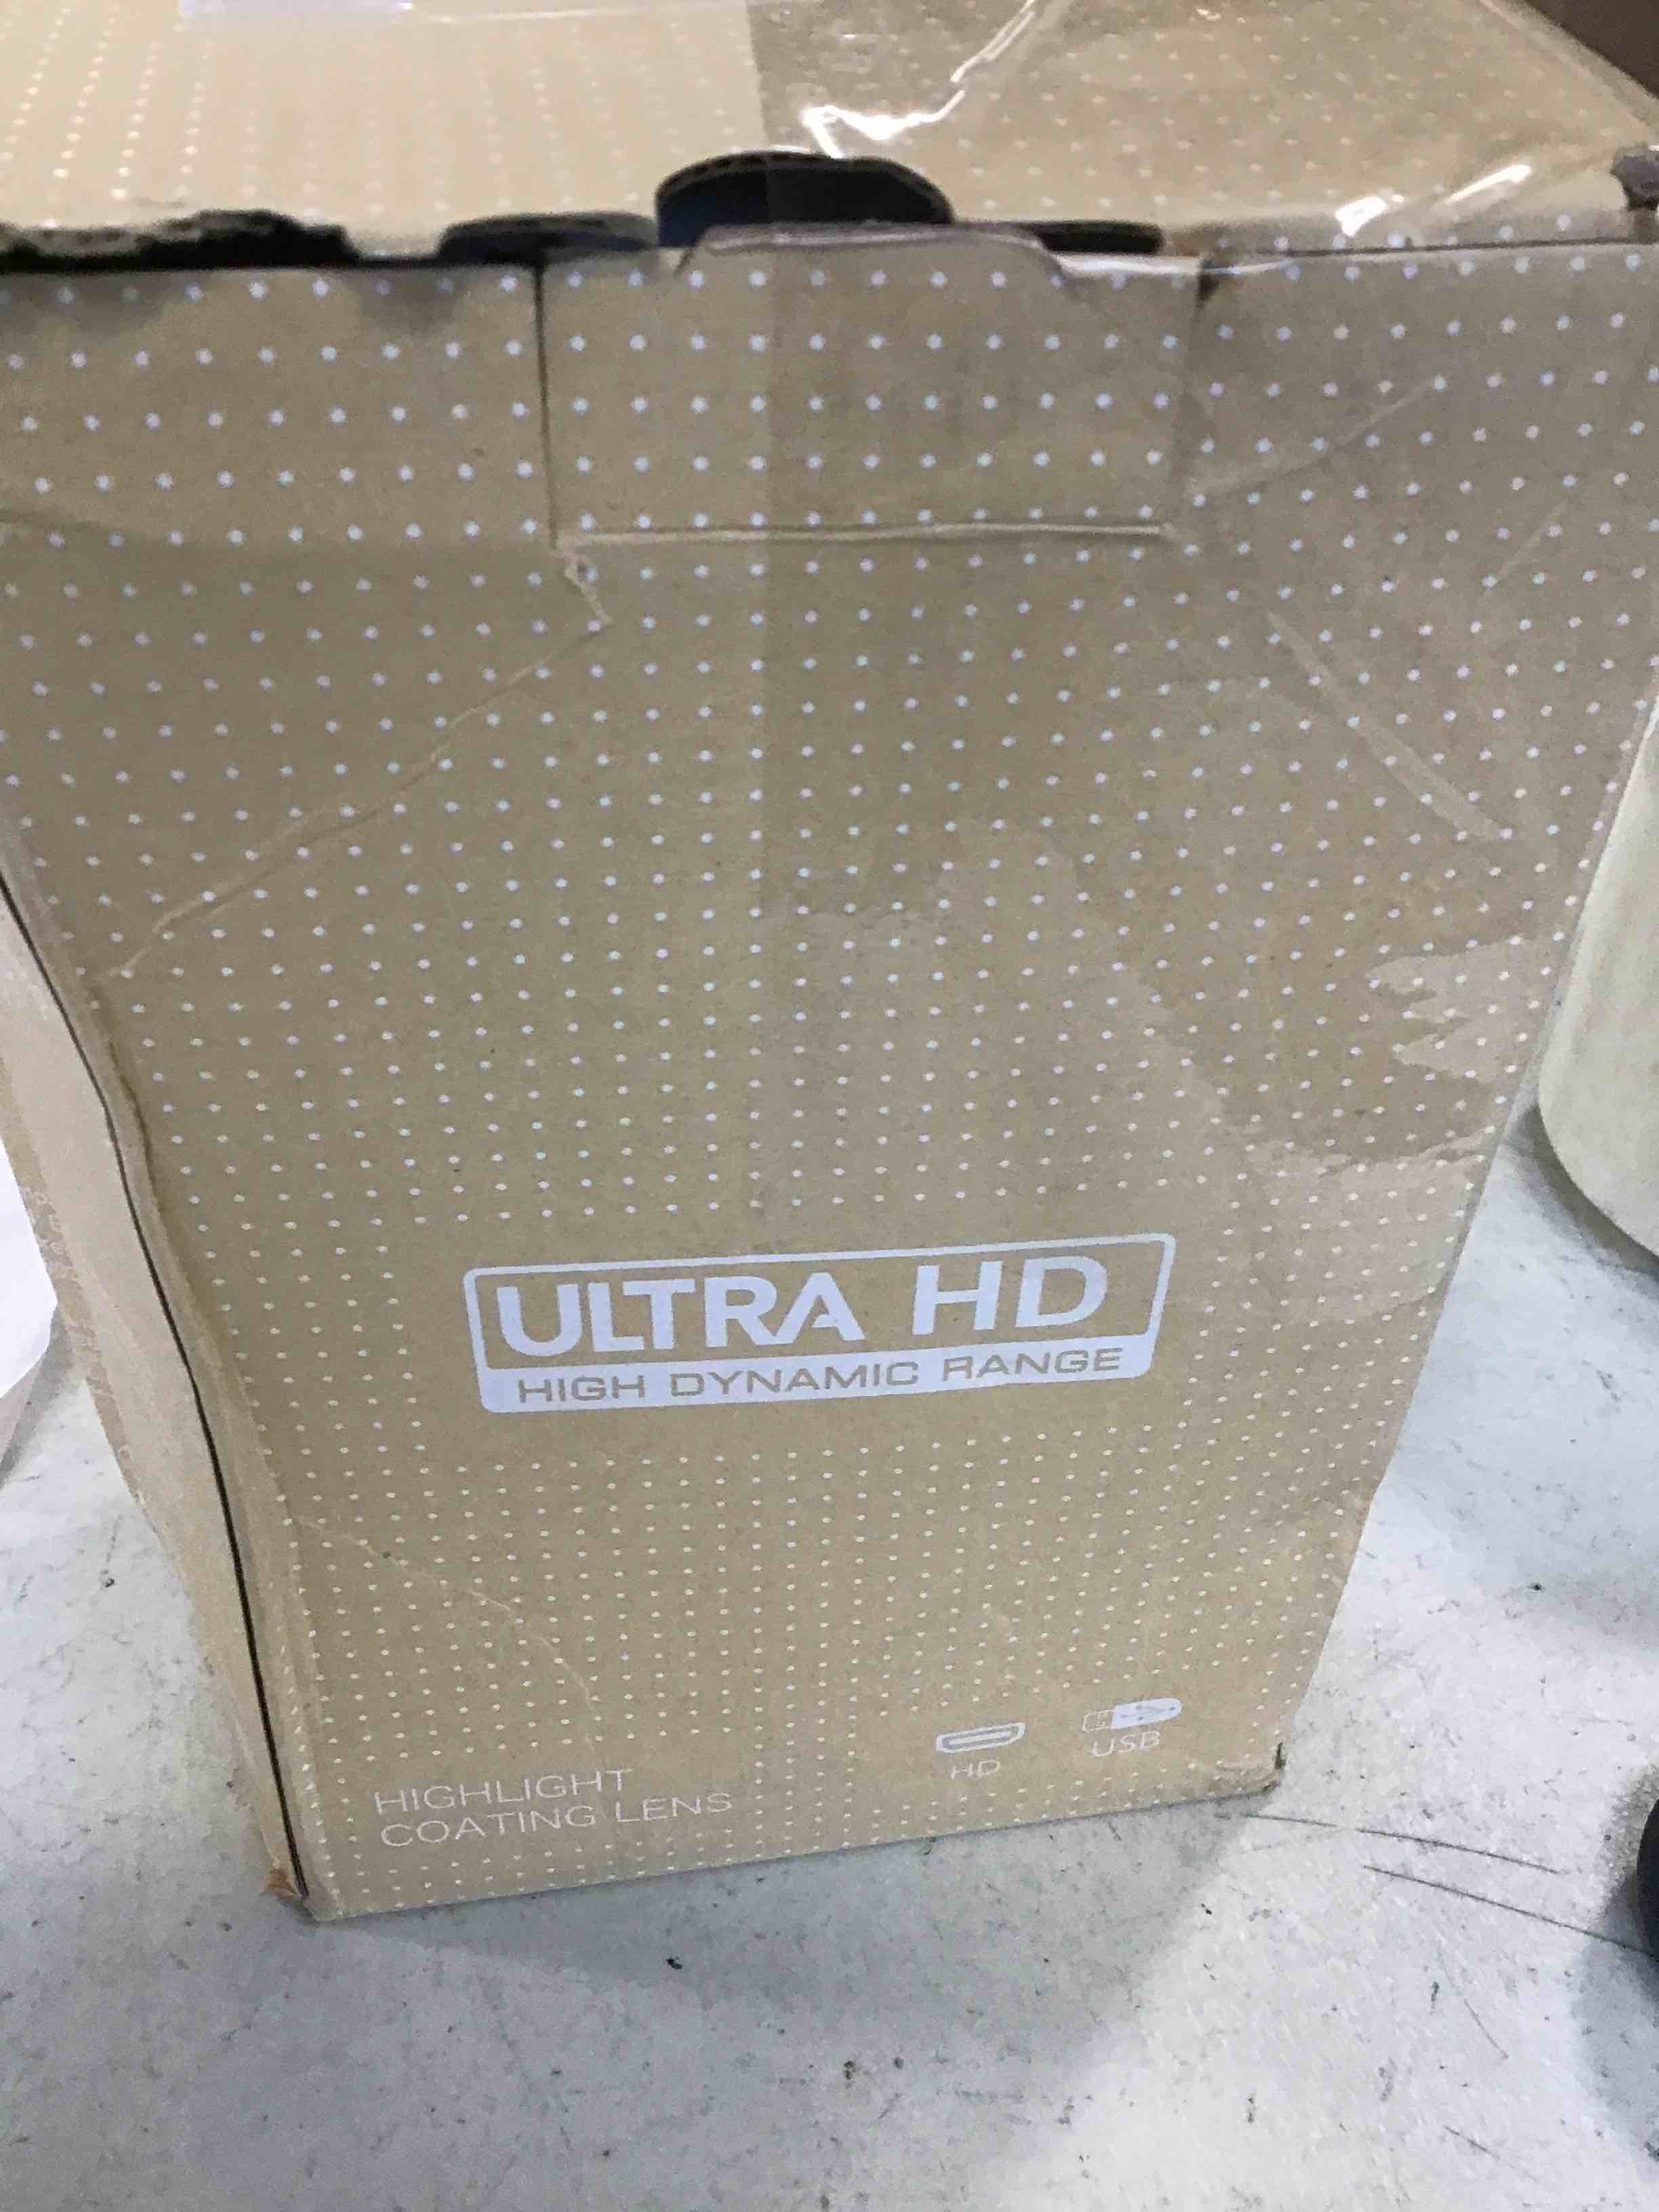 ULTRA HD
HIGH DYNAMIC RANGE
HD
USB
HIGHLIGHT
COATING LENS